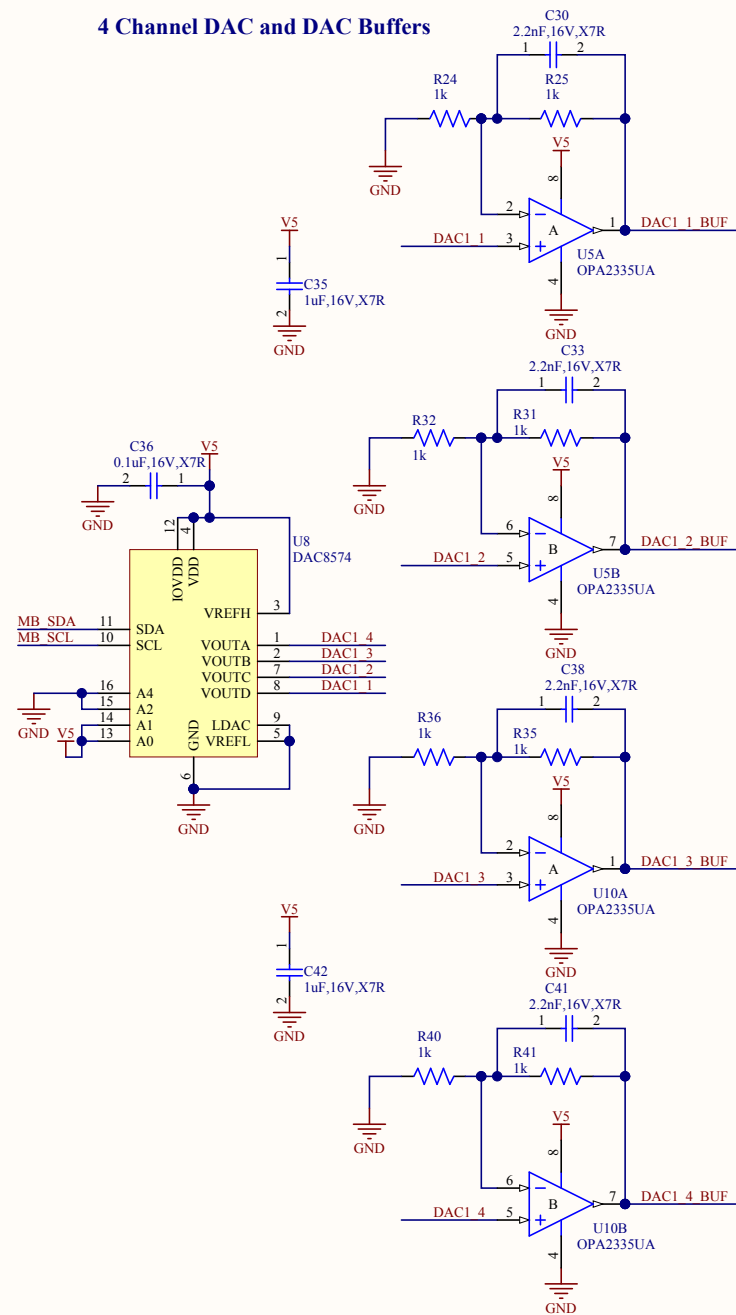 4 Channel DAC and DAC Buffers
C30
2.2nF,16V,X7R
1 2
R24
1k
R25
1k
GND
V5
8
2
A
1
DAC1_1_BUF
DAC1_1
3
U5A
OPA2335UA
4
GND
V5
1
C35
1uF,16V,X7R
2
GND
C33
2.2nF,16V,X7R
1 2
R32
1k
R31
1k
GND
V5
8
6
B
7
DAC1_2_BUF
DAC1_2
5
U5B
OPA2335UA
4
GND
C36
0.1uF,16V,X7R
2 1
V5
GND
12
4
U8
DAC8574
IOVDD
VDD
VREFH
3
MB_SDA
11
SDA
MB_SCL
10
SCL
VOUTA
1
DAC1_4
VOUTB
2
DAC1_3
VOUTC
7
DAC1_2
VOUTD
8
DAC1_1
16
A4
15
A2
14
A1
13
A0
GND
V5
GND
LDAC
9
VREFL
5
6
GND
C38
2.2nF,16V,X7R
1 2
R36
1k
R35
1k
GND
V5
8
2
A
1
DAC1_3_BUF
DAC1_3
3
U10A
OPA2335UA
4
GND
V5
1
C42
1uF,16V,X7R
2
GND
C41
2.2nF,16V,X7R
1 2
R40
1k
R41
1k
GND
V5
8
6
B
7
DAC1_4_BUF
DAC1_4
5
U10B
OPA2335UA
4
GND